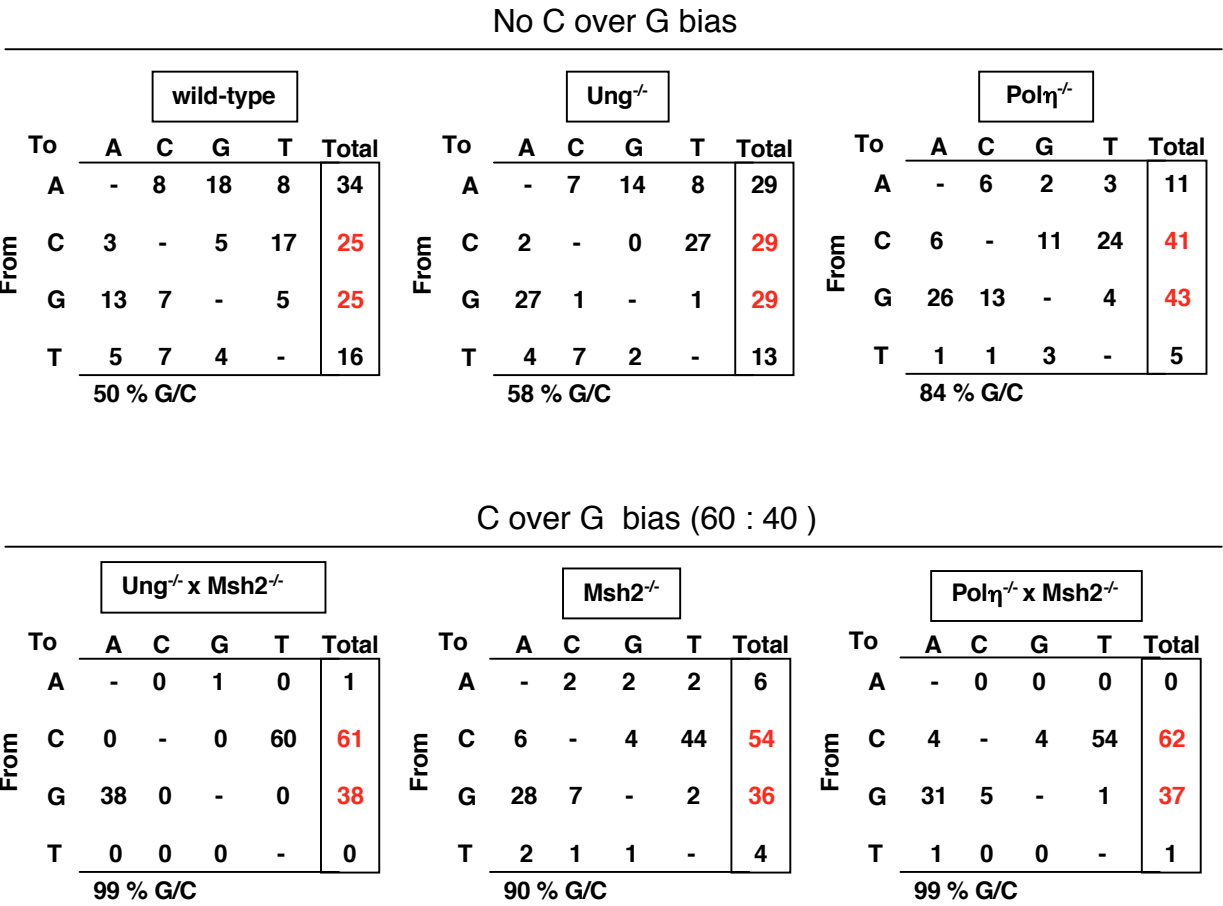 No C over G bias
wild-type
To A C G T Total
From
A - 8 18 8 34
C 3 - 5 17 25
G 13 7 - 5 25
T 5 7 4 - 16
50 % G/C
Ung-/-
To A C G T Total
From
A - 7 14 8 29
C 2 - 0 27 29
G 27 1 - 1 29
T 4 7 2 - 13
58 % G/C
Polη-/-
To A C G T Total
From
A - 6 2 3 11
C 6 - 11 24 41
G 26 13 - 4 43
T 1 1 3 - 5
84 % G/C
C over G bias (60 : 40 )
Ung-/- x Msh2-/-
To A C G T Total
From
A - 0 1 0 1
C 0 - 0 60 61
G 38 0 - 0 38
T 0 0 0 - 0
99 % G/C
Msh2-/-
To A C G T Total
From
A - 2 2 2 6
C 6 - 4 44 54
G 28 7 - 2 36
T 2 1 1 - 4
90 % G/C
Polη-/- x Msh2-/-
To A C G T Total
From
A - 0 0 0 0
C 4 - 4 54 62
G 31 5 - 1 37
T 1 0 0 - 1
99 % G/C